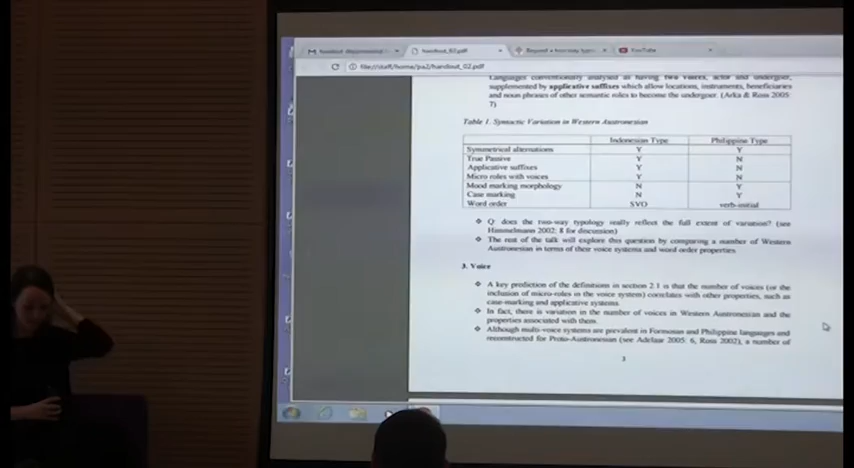 handout_02.pdf
YouTube
file:///staff/home/pa2/handout_02.pdf
Languages conventionally analysed as having two voices, actor and undergoer,
supplemented by applicative suffixes which allow locations, instruments, beneficiaries
and noun phrases of other semantic roles to become the undergoer. (Arka & Ross 2005:
7)
Table 1. Syntactic Variation in Western Austronesian
Indonesian Type Philippine Type
Symmetrical alternations Y Y
True Passive Y N
Applicative suffixes Y N
Micro roles with voices Y N
Mood marking morphology N Y
Case marking N Y
Word order SVO verb-initial
❖ Q: does the two-way typology really reflect the full extent of variation? (see
Himmelmann 2002: 8 for discussion)
❖ The rest of the talk will explore this question by comparing a number of Western
Austronesian in terms of their voice systems and word order properties.
3. Voice
❖ A key prediction of the definitions in section 2.1 is that the number of voices (or the
inclusion of micro-roles in the voice system) correlates with other properties, such as
case-marking and applicative systems.
❖ In fact, there is variation in the number of voices in Western Austronesian and the
properties associated with them.
❖ Although multi-voice systems are prevalent in Formosan and Philippine languages and
reconstructed for Proto-Austronesian (see Adelaar 2005: 6, Ross 2002), a number of
3